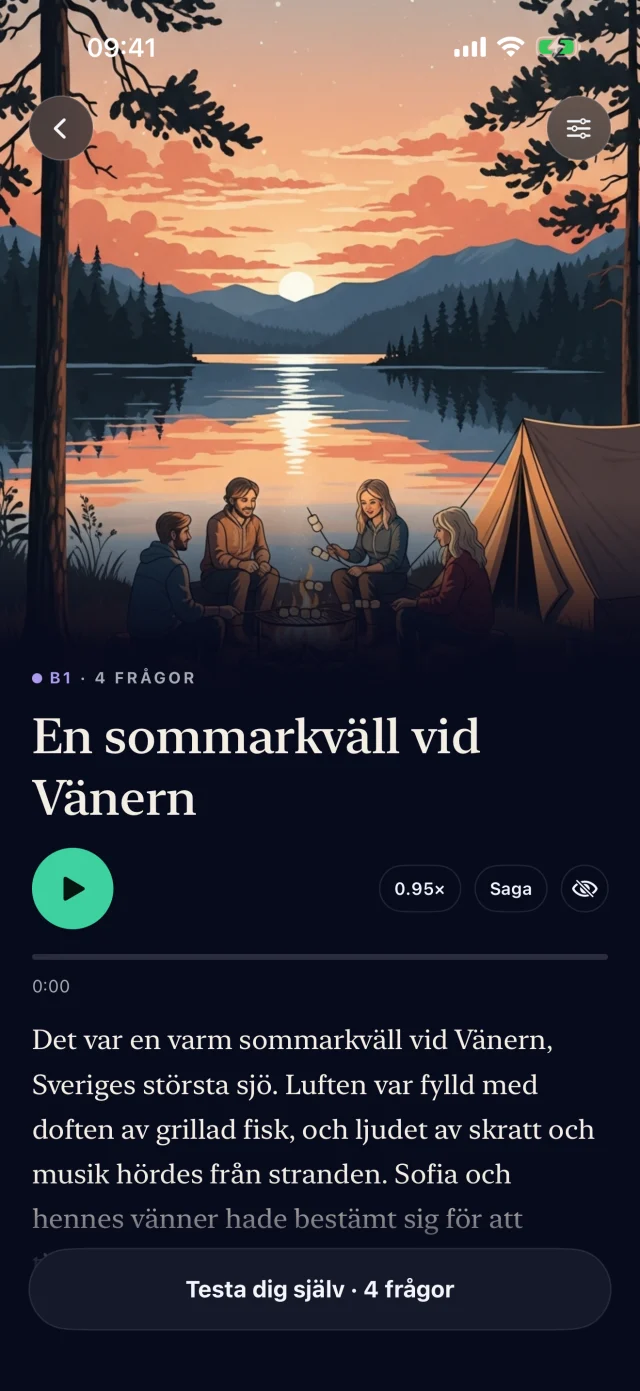 09:41
B1 · 4 FRÅGOR
En sommarkväll vid
Vänern
0.95×
Saga
0:00
Det var en varm sommarkväll vid Vänern,
Sveriges största sjö. Luften var fylld med
doften av grillad fisk, och ljudet av skratt och
musik hördes från stranden. Sofia och
hennes vänner hade bestämt sig för att
Testa dig själv · 4 frågor